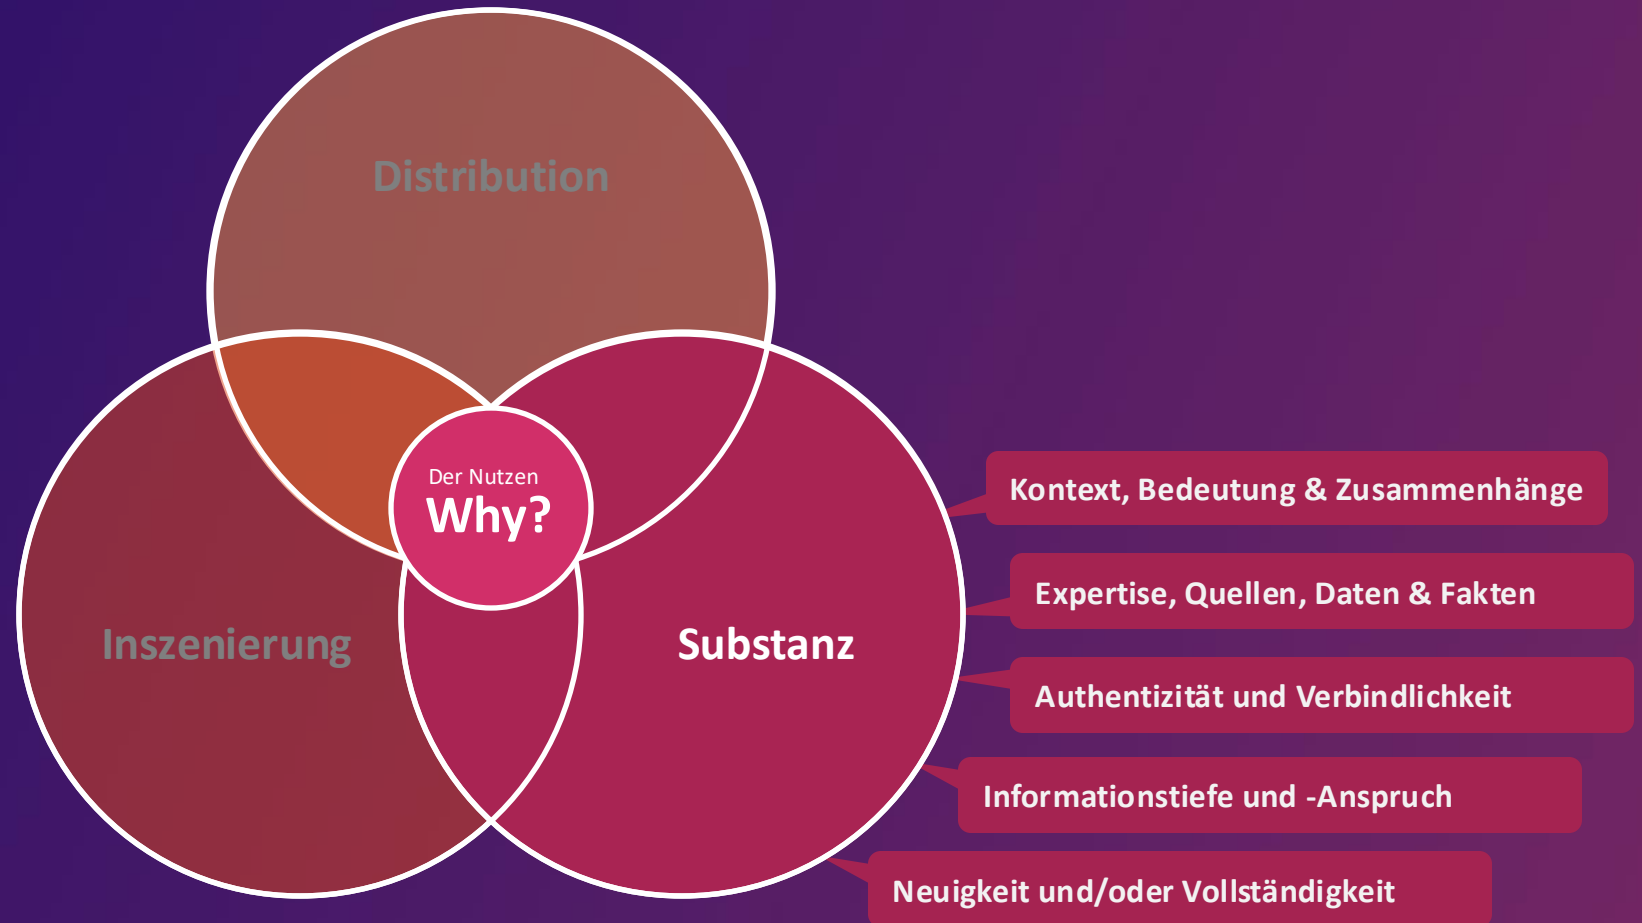 Distribution
Der Nutzen
Why?
Inszenierung
Substanz
Kontext, Bedeutung & Zusammenhänge
Expertise, Quellen, Daten & Fakten
Authentizität und Verbindlichkeit
Informationstiefe und -Anspruch
Neuigkeit und/oder Vollständigkeit